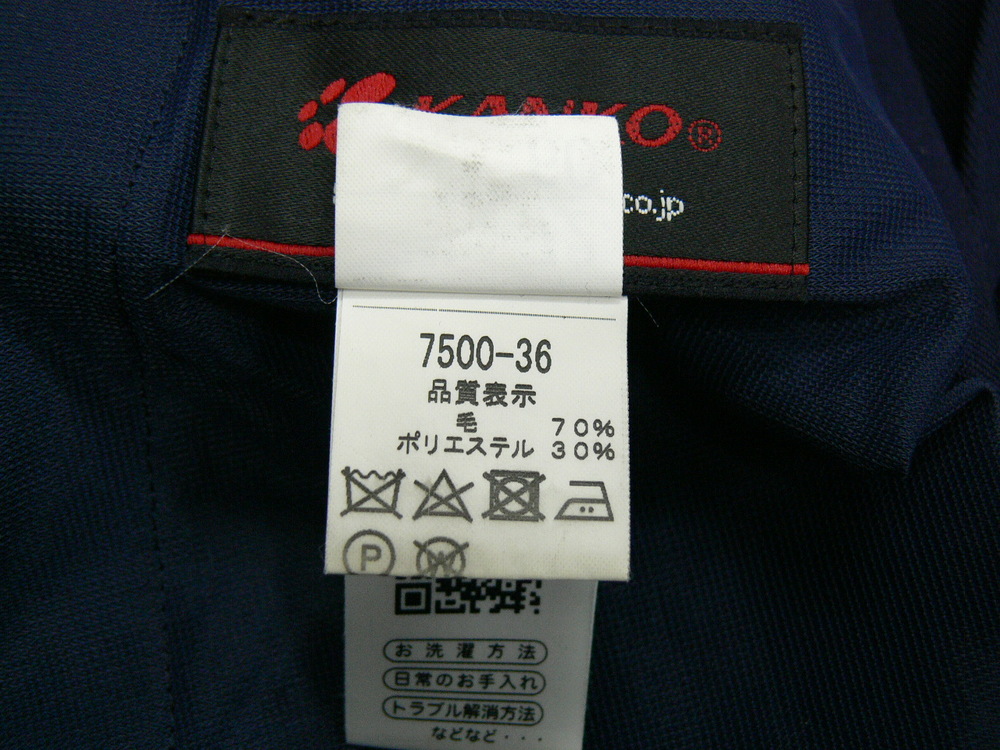 KANKO®
co.jp
7500-36
品質表示
毛 70%
ポリエステル 30%
P
W
お洗濯方法
日常のお手入れ
トラブル解消方法
などなど・・・